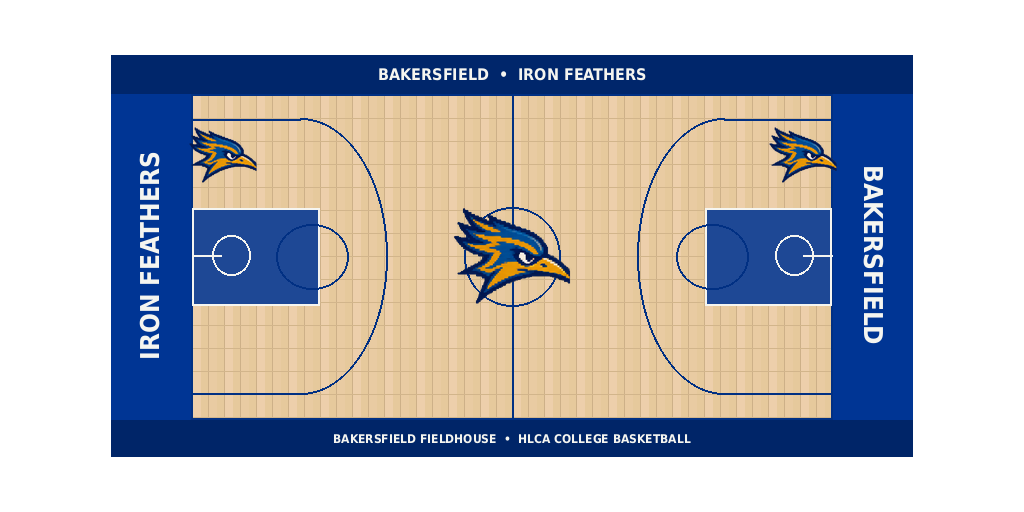 BAKERSFIELD • IRON FEATHERS
IRON FEATHERS
BAKERSFIELD
BAKERSFIELD FIELDHOUSE • HLCA COLLEGE BASKETBALL